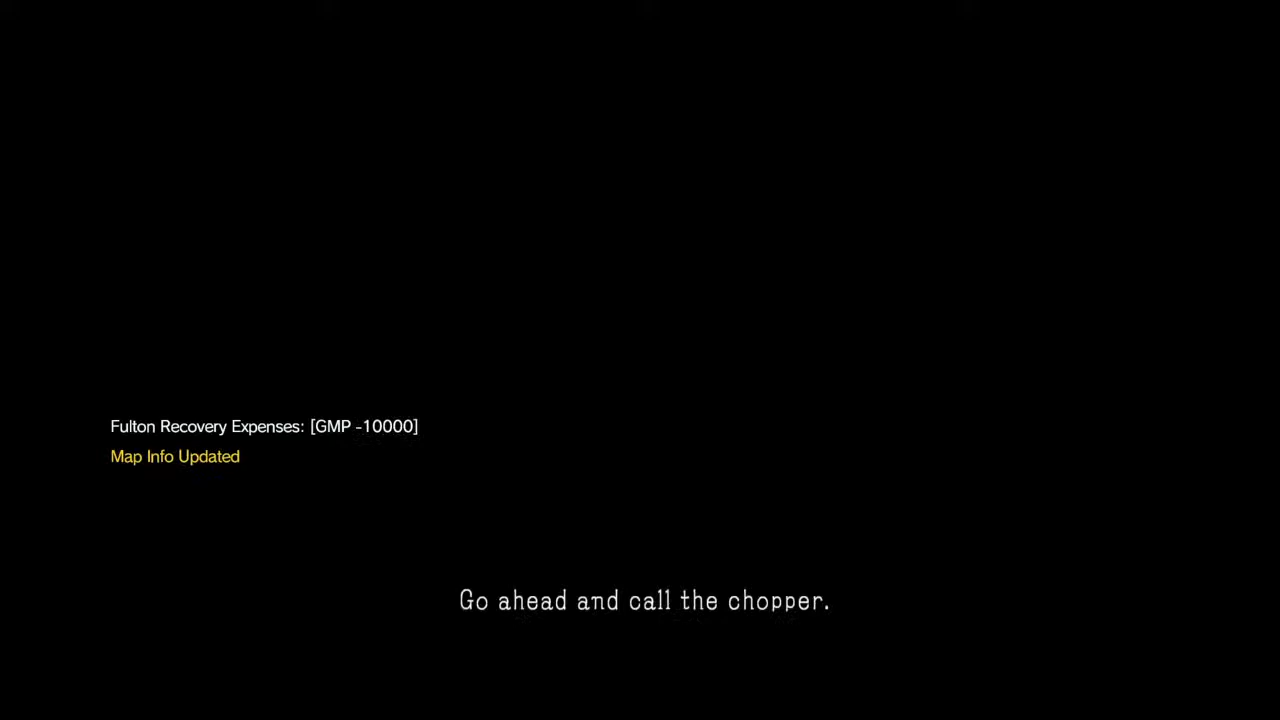 Fulton Recovery Expenses: [GMP -10000]
Map Info Updated
Go ahead and call the chopper.